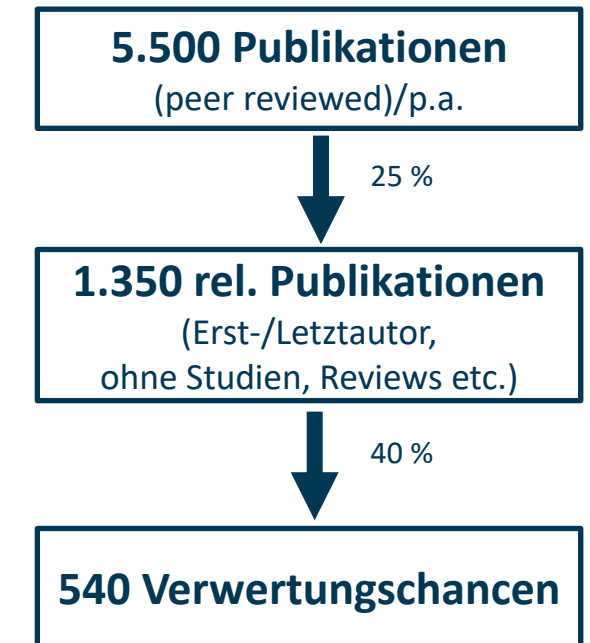 5.500 Publikationen
(peer reviewed)/p.a.
25 %
1.350 rel. Publikationen
(Erst-/Letztautor,
ohne Studien, Reviews etc.)
40 %
540 Verwertungschancen